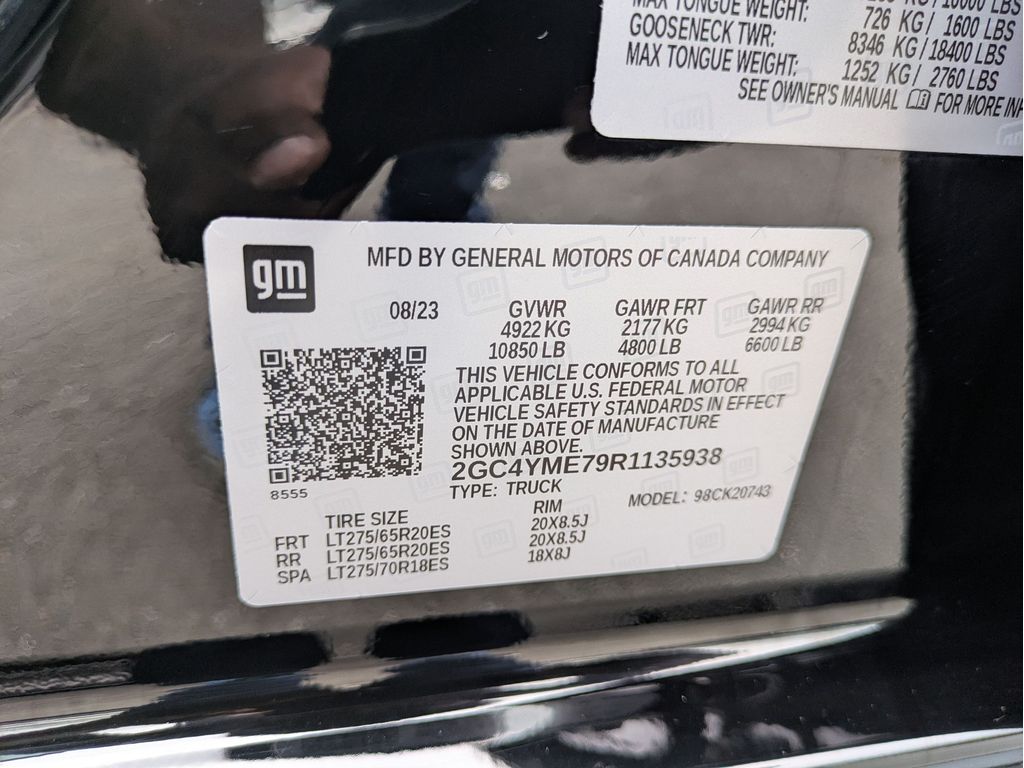 MAX TONGUE WEIGHT: 726 KG/ 1600 LBS
GOOSENECK TWR: 8346 KG/18400 LBS
MAX TONGUE WEIGHT: 1252 KG/ 2760 LBS
SEE OWNER'S MANUAL FOR MORE
gm
MFD BY GENERAL MOTORS OF CANADA COMPANY
08/23 GVWR GAWR FRT GAWR RR
4922 KG 2177 KG 2994 KG
10850 LB 4800 LB 6600 LB
THIS VEHICLE CONFORMS TO ALL
APPLICABLE U.S. FEDERAL MOTOR
VEHICLE SAFETY STANDARDS IN EFFECT
ON THE DATE OF MANUFACTURE
SHOWN ABOVE.
2GC4YME79R1135938
8555
TYPE: TRUCK MODEL: 98CK20743
TIRE SIZE RIM
FRT LT275/65R20ES 20X8.5J
RR LT275/65R20ES 20X8.5J
SPA LT275/70R18ES 18X8J